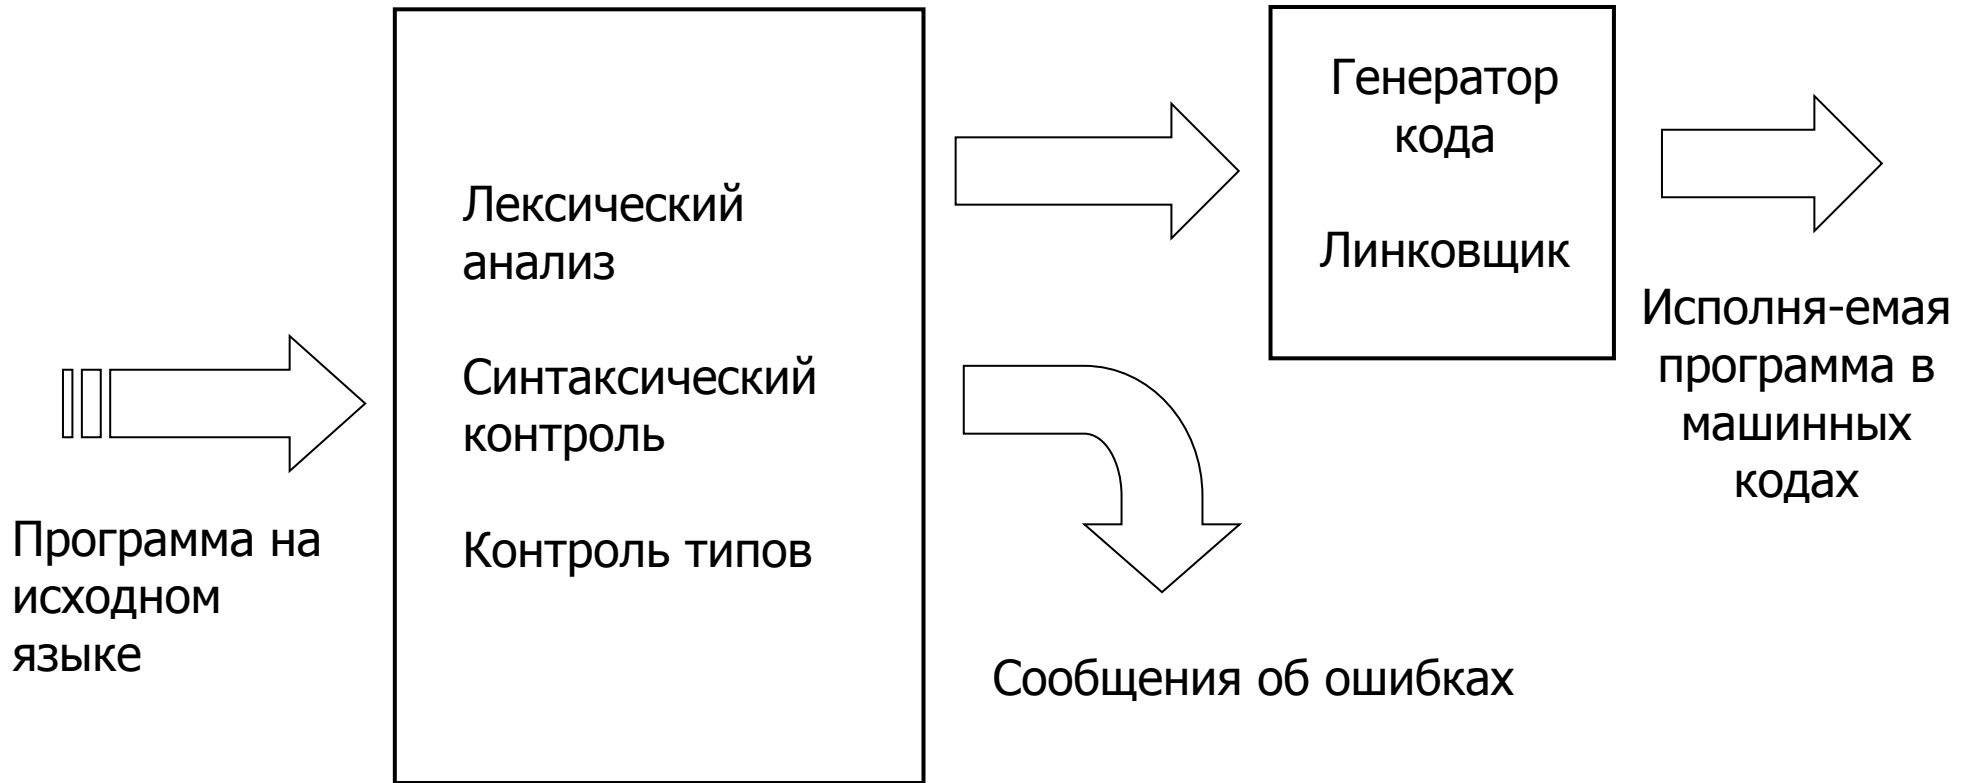 Программа на
исходном
языке
Лексический
анализ
Синтаксический
контроль
Контроль типов
Генератор
кода
Линковщик
Исполня-емая
программа в
машинных
кодах
Сообщения об ошибках